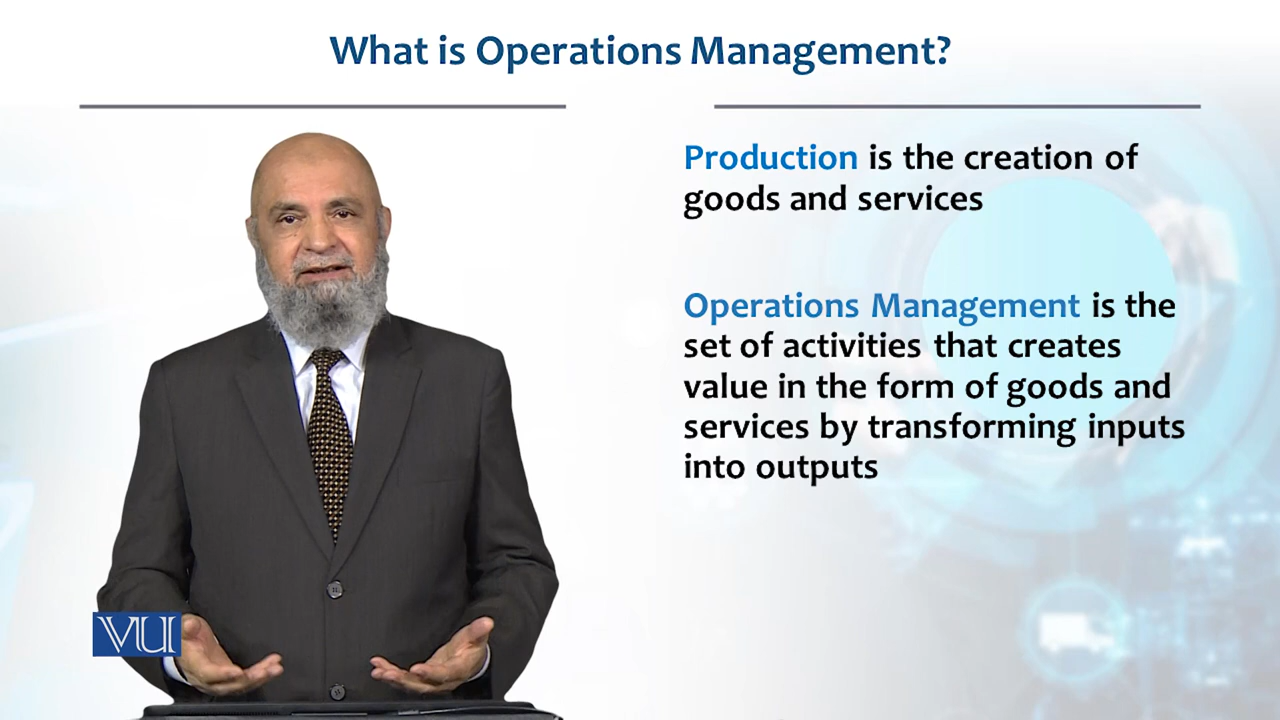 What is Operations Management?
Production is the creation of
goods and services
Operations Management is the
set of activities that creates
value in the form of goods and
services by transforming inputs
into outputs
VU